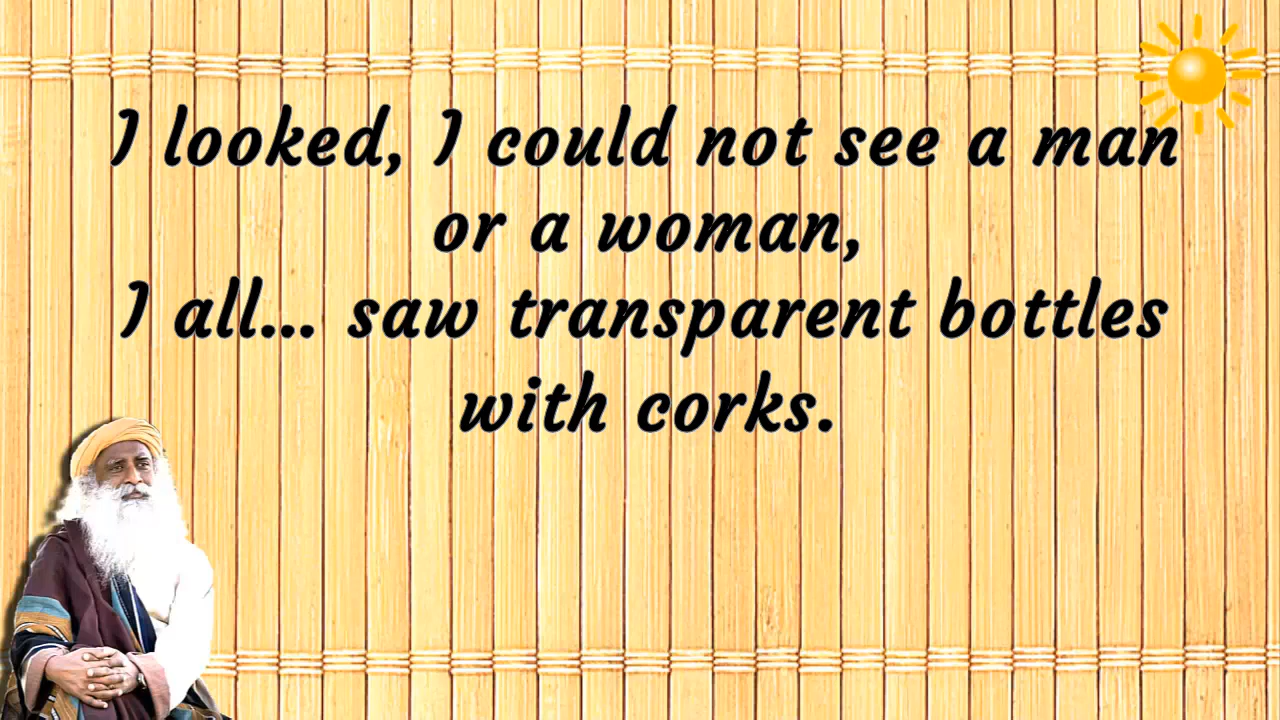 I looked, I could not see a man
or a woman,
I all... saw transparent bottles
with corks.